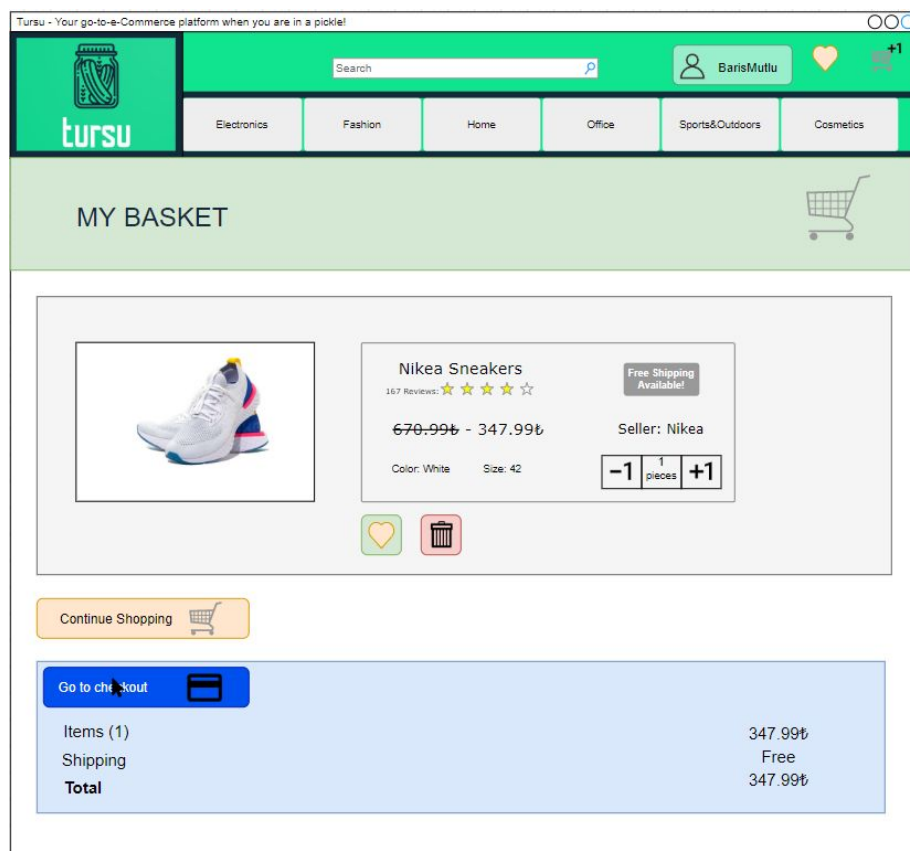 Tursu - Your go-to-e-Commerce platform when you are in a pickle!
+1
Search
BarisMutlu
tursu
Electronics
Fashion
Home
Office
Sports&Outdoors
Cosmetics
MY BASKET
Nikea Sneakers
Free Shipping
Available!
167 Reviews:
670.99₺ - 347.99₺
Seller: Nikea
Color: White
Size: 42
-1
1
pieces
+1
Continue Shopping
Go to checkout
Items (1) 347.99₺
Shipping Free
Total 347.99₺